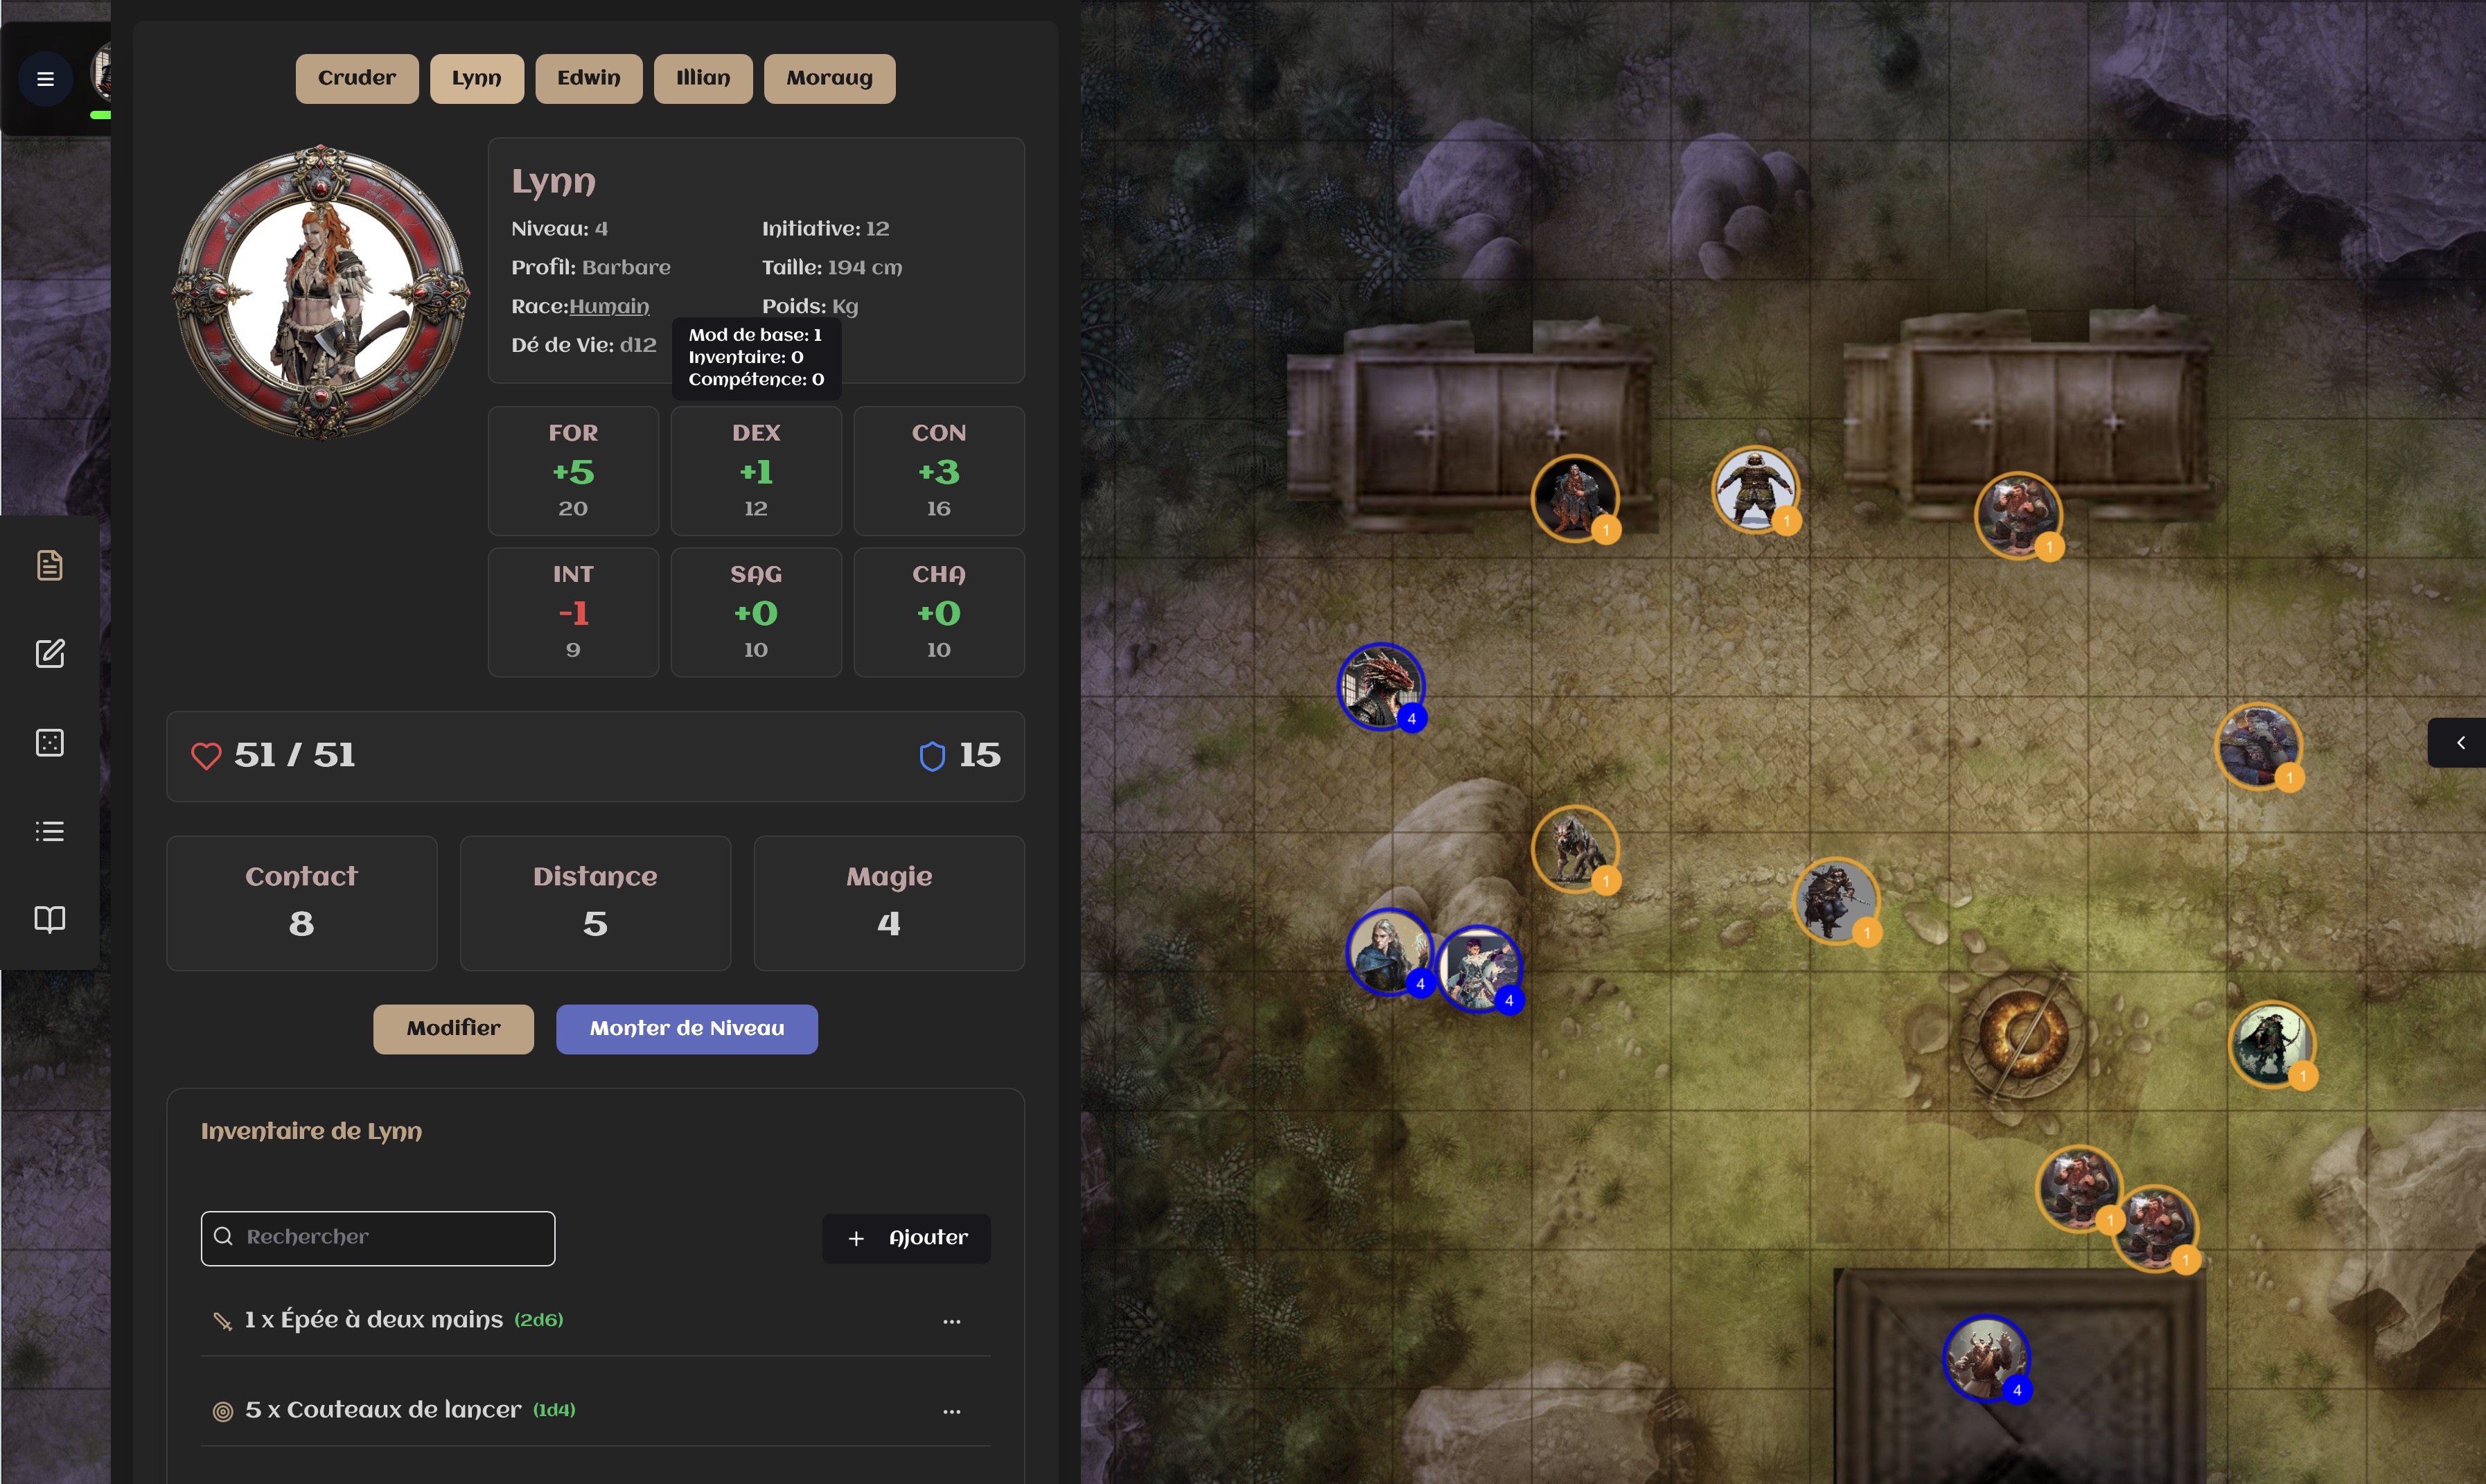 Cruder Lynn Edwin Illian Moraug
Lynn
Niveau: 4 Initiative: 12
Profil: Barbare Taille: 194 cm
Race:Humain Poids: Kg
Dé de Vie: d12
Mod de base: 1
Inventaire: 0
Compétence: 0
FOR DEX CON
+5 +1 +3
20 12 16
INT SAG CHA
-1 +0 +0
9 10 10
51 / 51 15
Contact Distance Magie
8 5 4
Modifier Monter de Niveau
Inventaire de Lynn
Rechercher + Ajouter
1 x Épée à deux mains (2d6) ...
5 x Couteaux de lancer (1d4) ...
1
1
1
4
1
1
1
4
4
1
1
1
4